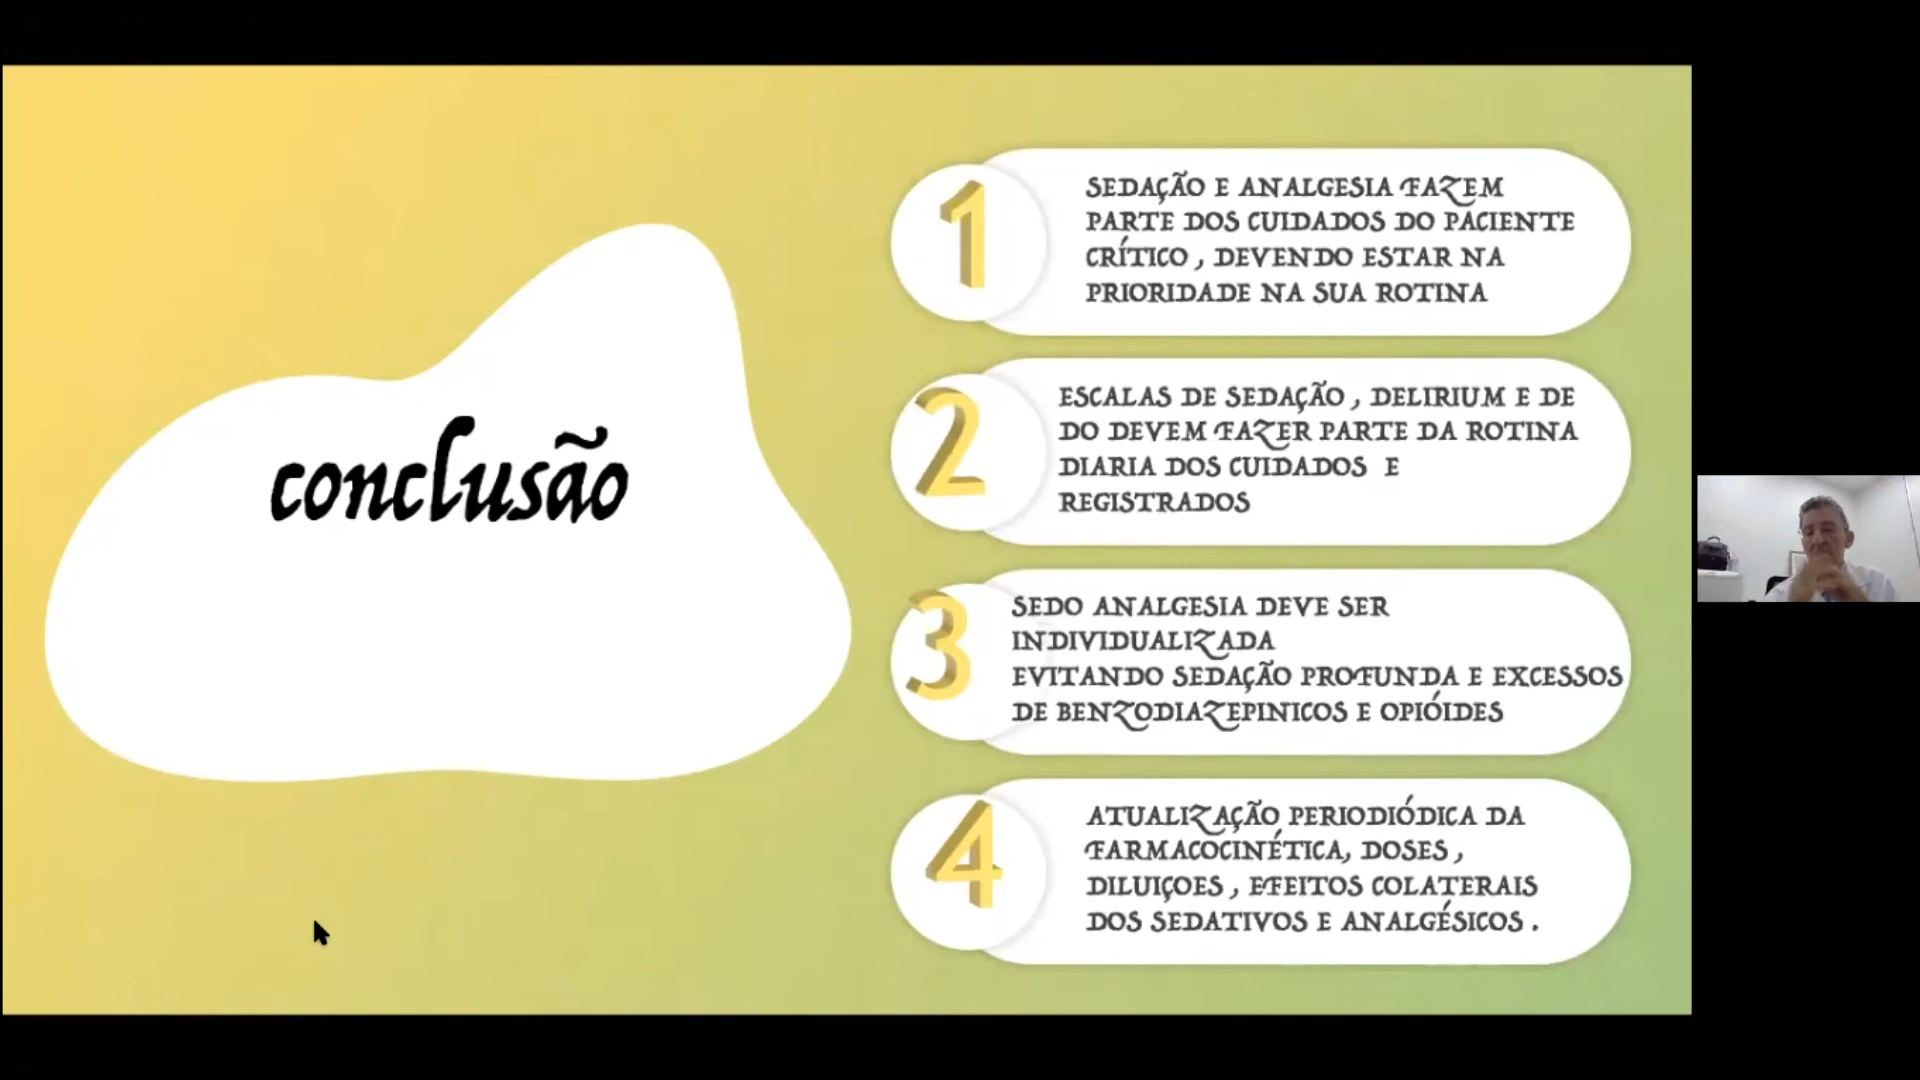 conclusão
1
SEDAÇÃO E ANALGESIA FAZEM
PARTE DOS CUIDADOS DO PACIENTE
CRÍTICO , DEVENDO ESTAR NA
PRIORIDADE NA SUA ROTINA
2
ESCALAS DE SEDAÇÃO , DELIRIUM E DE
DO DEVEM FAZER PARTE DA ROTINA
DIARIA DOS CUIDADOS E
REGISTRADOS
3
SEDO ANALGESIA DEVE SER
INDIVIDUALIZADA
EVITANDO SEDAÇÃO PROFUNDA E EXCESSOS
DE BENZODIAZEPINICOS E OPIÓIDES
4
ATUALIZAÇÃO PERIODIÓDICA DA
FARMACOCINÉTICA, DOSES ,
DILUIÇOES , EFEITOS COLATERAIS
DOS SEDATIVOS E ANALGÉSICOS .